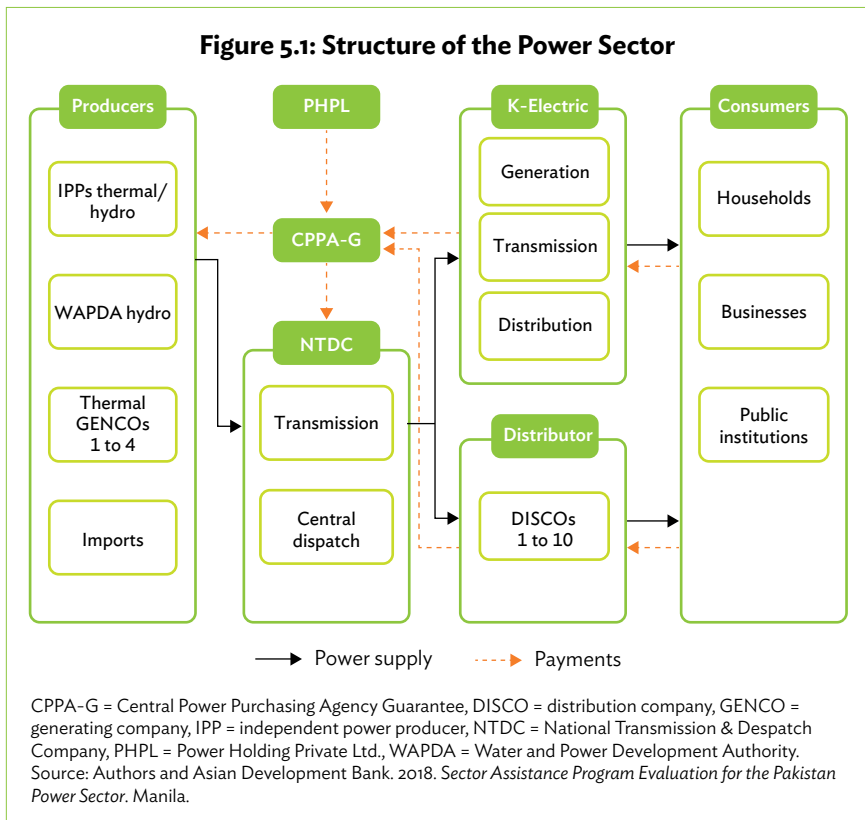 Figure 5.1: Structure of the Power Sector
Producers
IPPs thermal/
hydro
WAPDA hydro
Thermal
GENCOs
1 to 4
Imports
PHPL
CPPA-G
NTDC
Transmission
Central
dispatch
K-Electric
Generation
Transmission
Distribution
Distributor
DISCOs
1 to 10
Consumers
Households
Businesses
Public
institutions
Power supply
Payments
CPPA-G = Central Power Purchasing Agency Guarantee, DISCO = distribution company, GENCO =
generating company, IPP = independent power producer, NTDC = National Transmission & Despatch
Company, PHPL = Power Holding Private Ltd., WAPDA = Water and Power Development Authority.
Source: Authors and Asian Development Bank. 2018. Sector Assistance Program Evaluation for the Pakistan
Power Sector. Manila.